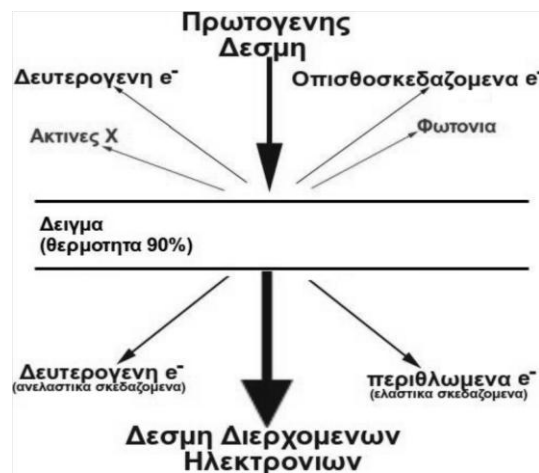 Πρωτογενης
Δεσμη
Δευτερογενη e-
Οπισθοσκεδαζομενα e-
Ακτινες Χ
Φωτονια
Δειγμα
(θερμοτητα 90%)
Δευτερογενη e-
(ανελαστικα σκεδαζομενα)
περιθλωμενα e-
(ελαστικα σκεδαζομενα)
Δεσμη Διερχομενων
Ηλεκτρονιων